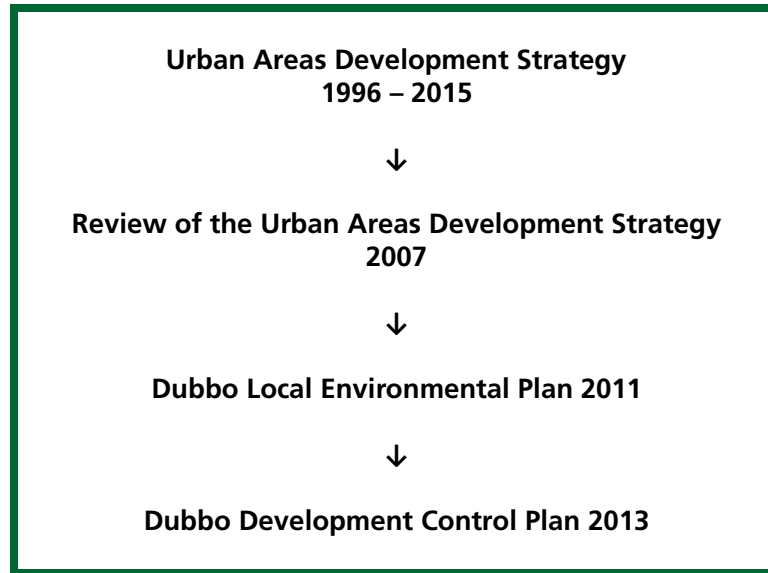 Urban Areas Development Strategy
1996 – 2015
↓
Review of the Urban Areas Development Strategy
2007
↓
Dubbo Local Environmental Plan 2011
↓
Dubbo Development Control Plan 2013